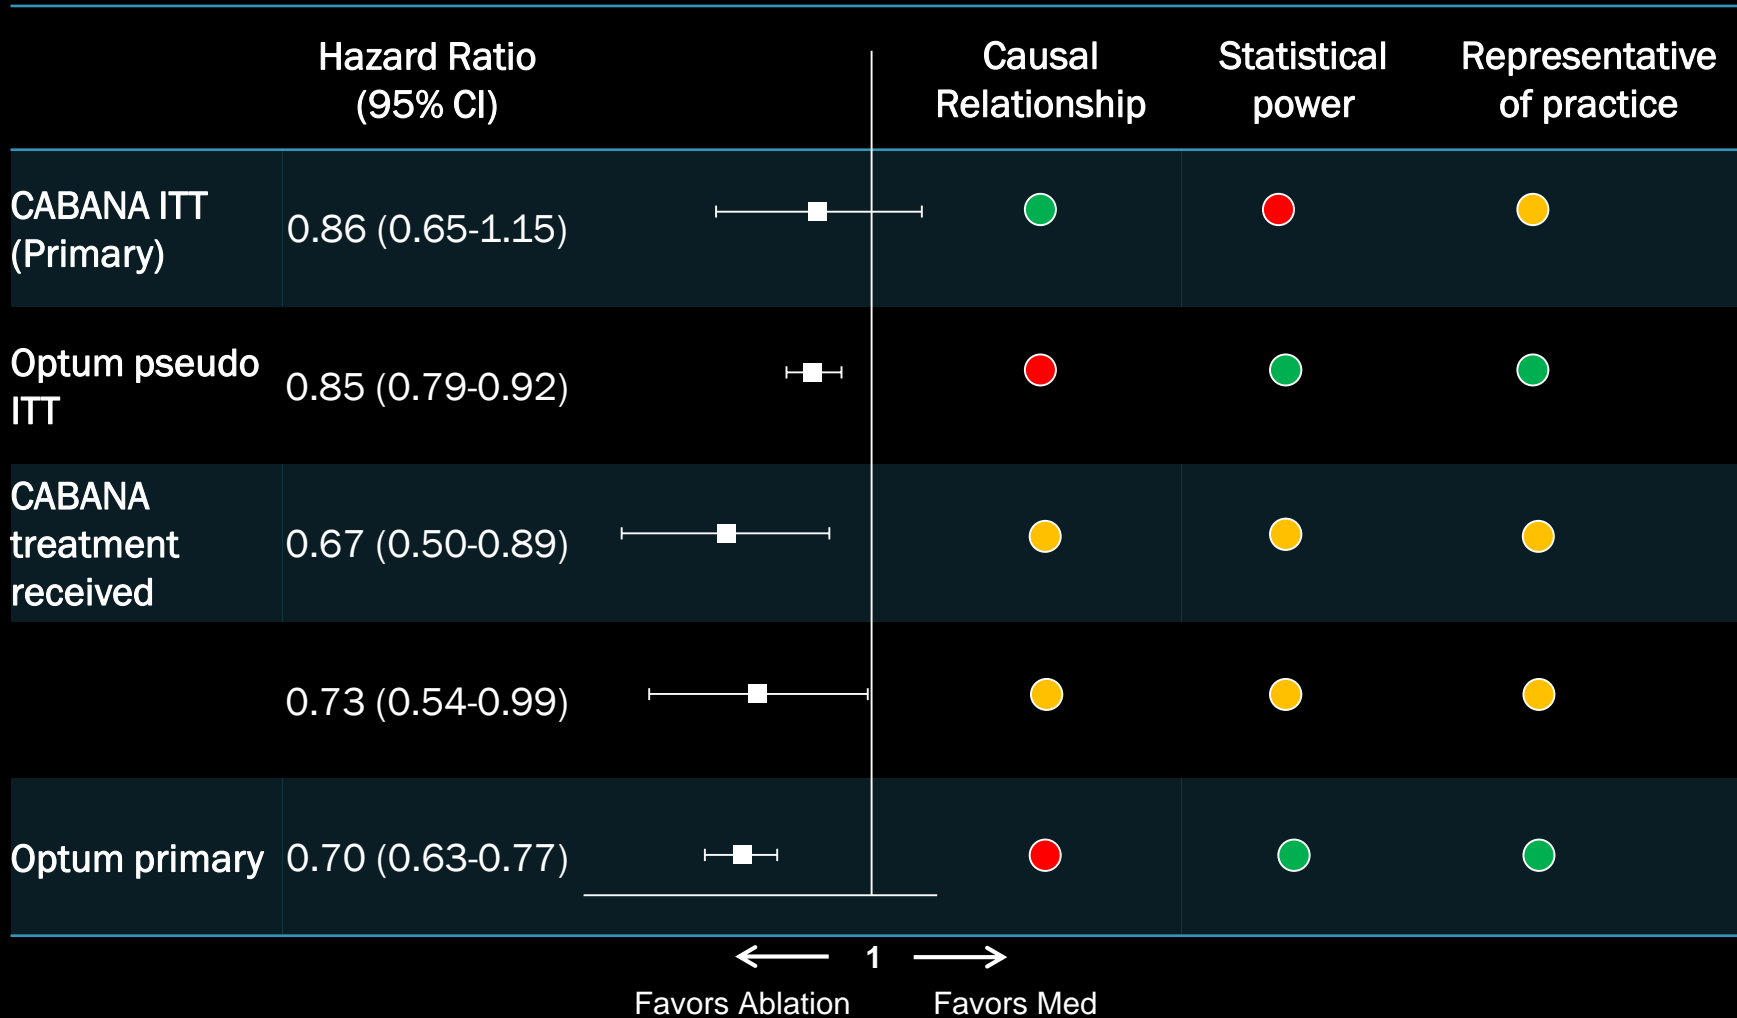 Hazard Ratio
(95% CI)
Causal
Relationship
Statistical
power
Representative
of practice
CABANA ITT
(Primary)
0.86 (0.65-1.15)
Optum pseudo
ITT
0.85 (0.79-0.92)
CABANA
treatment
received
0.67 (0.50-0.89)
0.73 (0.54-0.99)
Optum primary
0.70 (0.63-0.77)
1
Favors Ablation
Favors Med